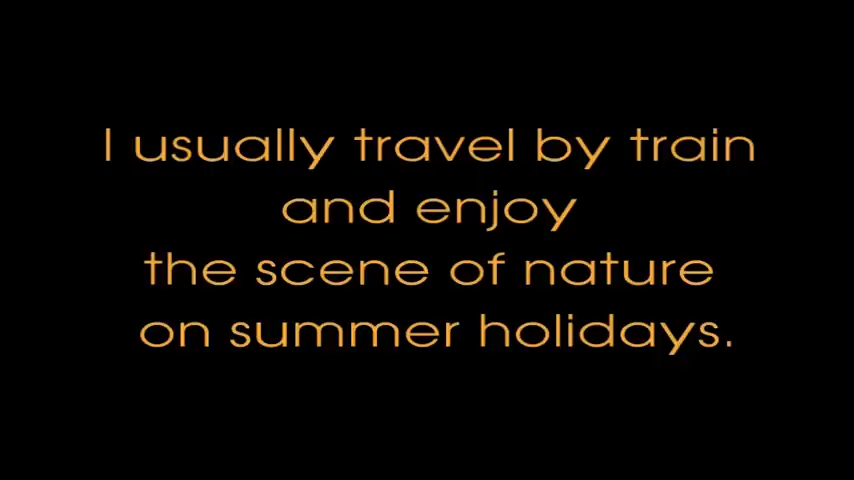 I usually travel by train
and enjoy
the scene of nature
on summer holidays.